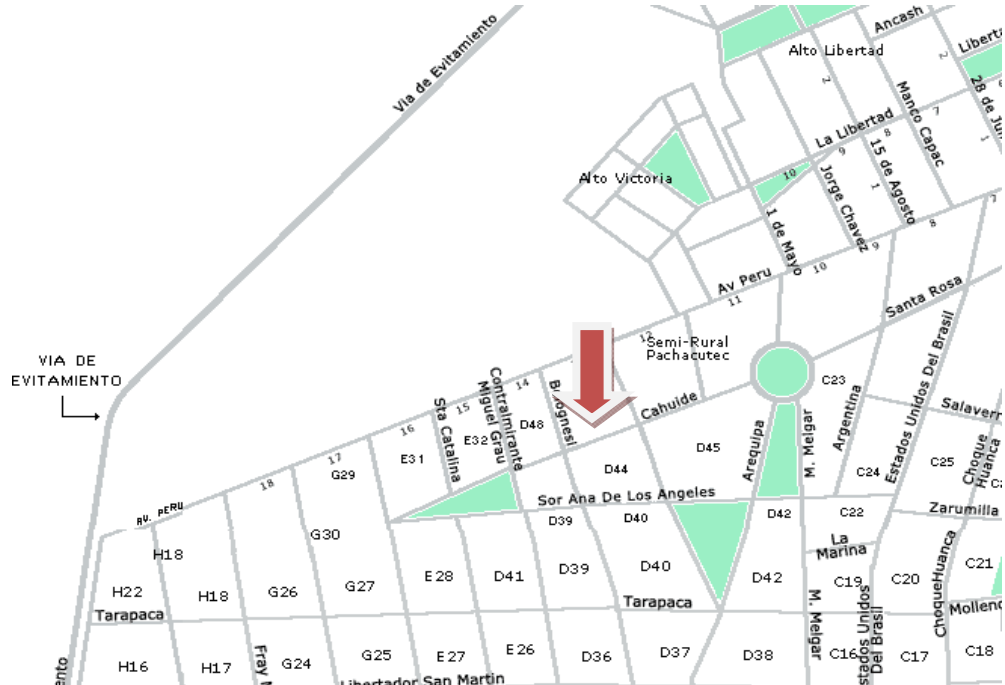 Ancash
Via de Evitamiento
Alto Libertad
Liberta
2
2
28 de Jun
6
Manco Capac
7
La Libertad
8
9
1
15 de Agosto
Alto Victoria
10
Jorge Chavez
1
7
1 de Mayo
8
9
10
Av Peru
11
Santa Rosa
12
Semi-Rural
Pachacutec
VIA DE
EVITAMIENTO
14
C23
Estados Unidos Del Brasil
Contralmirante
Miguel Grau
Bolognesi
Cahuide
Salaverr
15
Sta Catalina
D48
Argentina
16
E32
Arequipa
M. Melgar
D45
17
E31
G29
D44
C24
C25
Choque
Huanca
18
Sor Ana De Los Angeles
AV. PERU
D39
D40
D42
C22
Zarumilla
G30
La
Marina
H18
H22
H18
G26
G27
E28
D41
D39
D40
D42
C19
C20
C21
ChoqueHuanca
Tarapaca
Tarapaca
M. Melgar
Mollend
stados Unidos
Del Brasil
H16
H17
G24
G25
E27
E26
D36
D37
D38
C16
C17
C18
Libertador San Martin